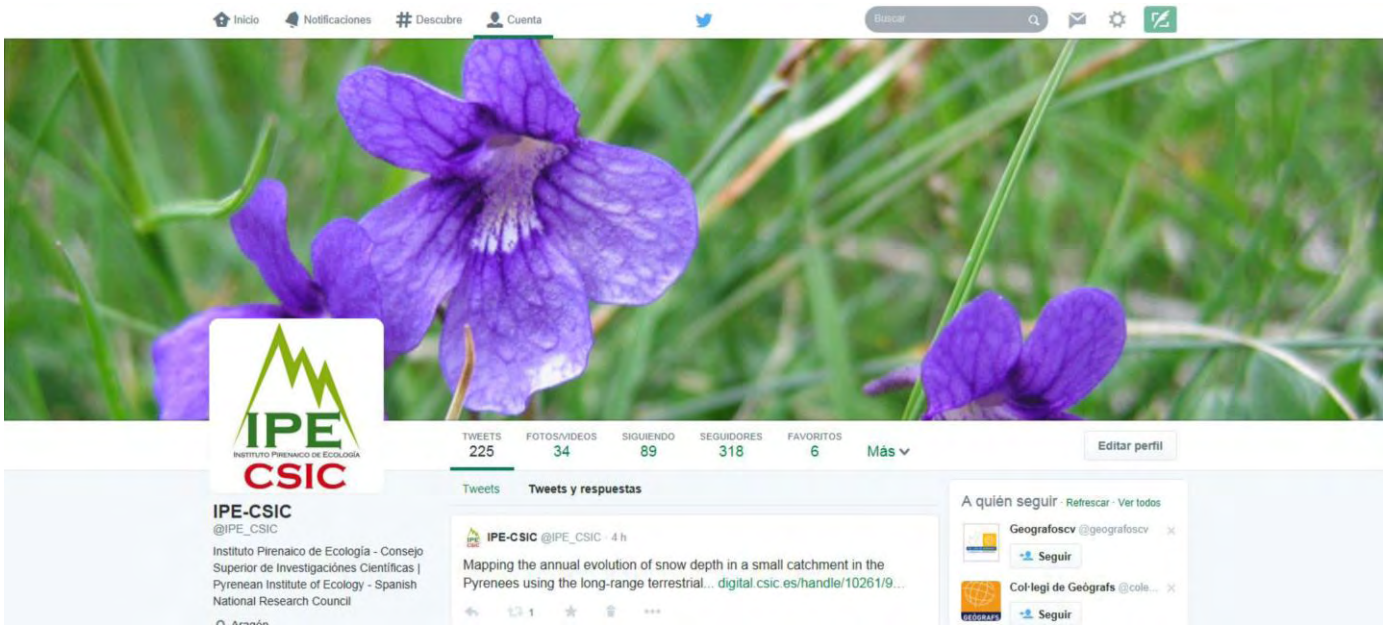 Inicio Notificaciones Descubre Cuenta Buscar
IPE
INSTITUTO PIRENAICO DE ECOLOGÍA
CSIC
TWEETS FOTOS/VIDEOS SIGUIENDO SEGUIDORES FAVORITOS
225 34 89 318 6 Más
Editar perfil
IPE-CSIC
@IPE_CSIC
Instituto Pirenaico de Ecología - Consejo
Superior de Investigaciónes Científicas |
Pyrenean Institute of Ecology - Spanish
National Research Council
Aragón
Tweets Tweets y respuestas
IPE-CSIC @IPE_CSIC · 4 h
Mapping the annual evolution of snow depth in a small catchment in the
Pyrenees using the long-range terrestrial... digital.csic.es/handle/10261/9...
1
A quién seguir · Refrescar · Ver todos
Geografoscv @geografoscv
Seguir
Col·legi de Geògrafs @cole...
GEÒGRAFS
Seguir